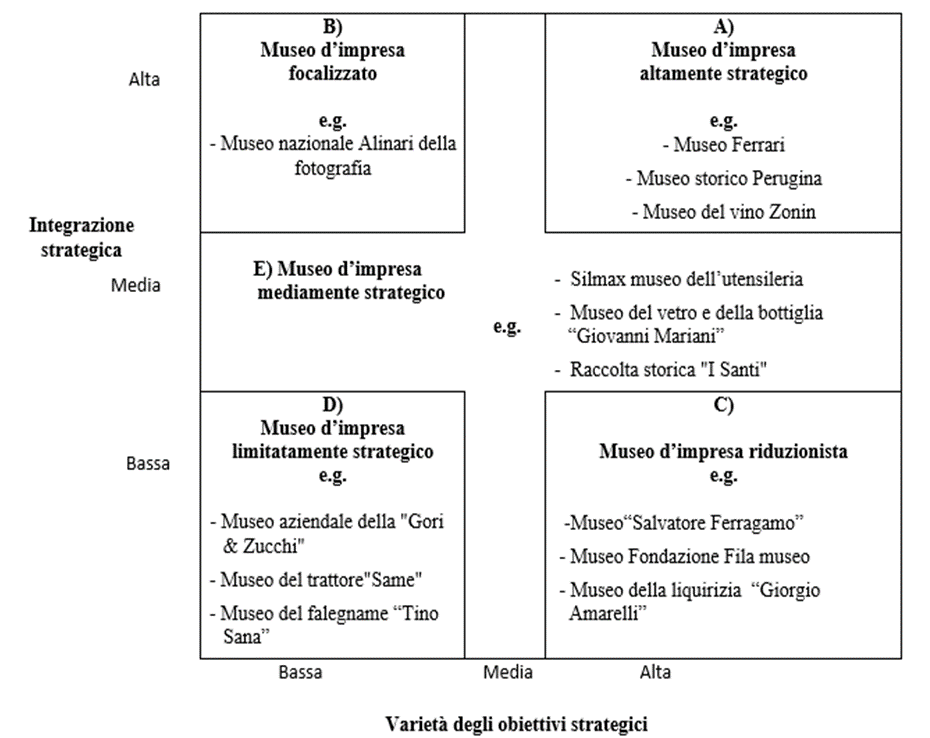 B)
Museo d’impresa
focalizzato
e.g.
- Museo nazionale Alinari della
fotografía
A)
Museo d’impresa
altamente strategico
e.g.
- Museo Ferrari
- Museo storico Perugina
- Museo del vino Zonin
Alta
Integrazione
strategica
Media
E) Museo d’impresa
mediamente strategico
e.g.
- Silmax museo dell’utensileria
- Museo del vetro e della bottiglia
“Giovanni Mariani”
- Raccolta storica "I Santi"
Bassa
D)
Museo d’impresa
limitatamente strategico
e.g.
- Museo aziendale della "Gori
& Zucchi"
- Museo del trattore"Same"
- Museo del falegname “Tino
Sana”
C)
Museo d’impresa riduzionista
e.g.
-Museo“Salvatore Ferragamo”
- Museo Fondazione Fila museo
- Museo della liquirizia “Giorgio
Amarelli”
Bassa
Media
Alta
Varietà degli obiettivi strategici